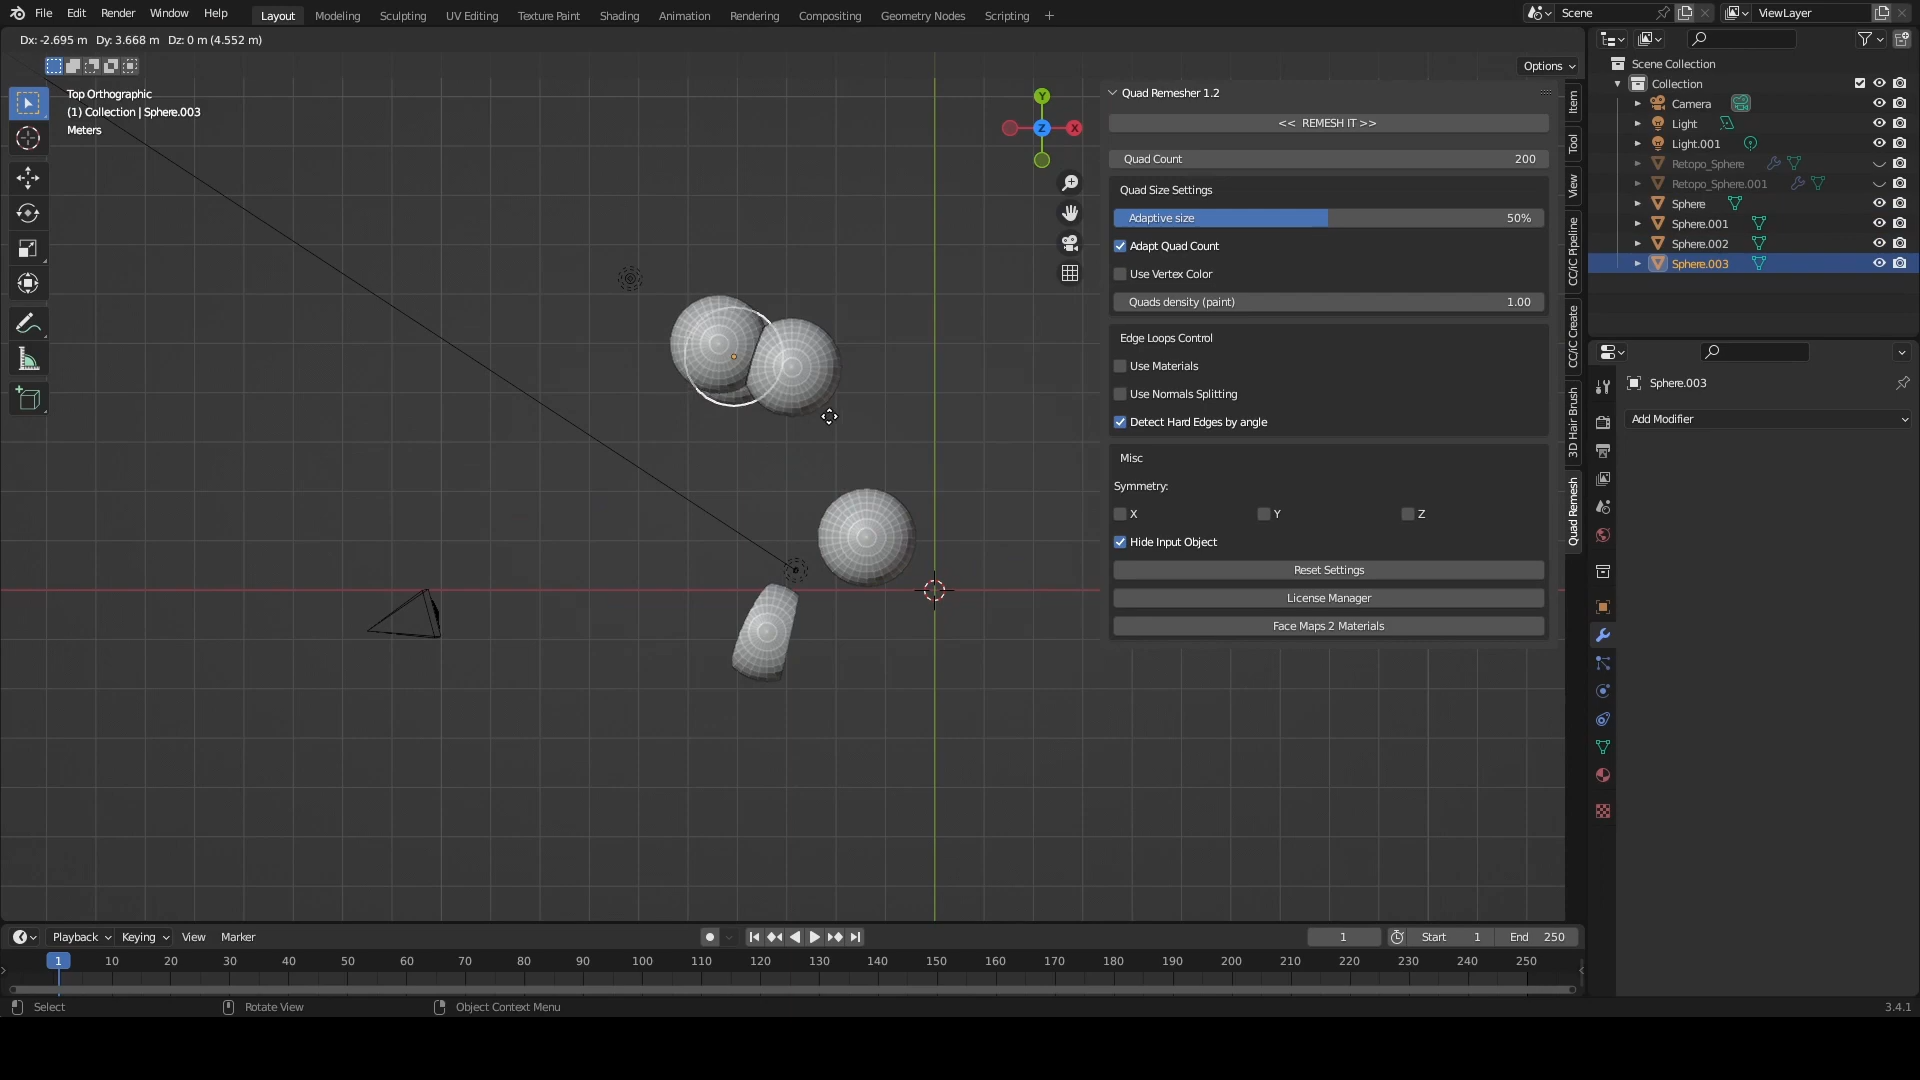 File Edit Render Window Help Layout Modeling Sculpting UV Editing Texture Paint Shading Animation Rendering Compositing Geometry Nodes Scripting + Scene ViewLayer
Dx: -2.695 m Dy: 3.668 m Dz: 0 m (4.552 m)
Options
Top Orthographic
(1) Collection | Sphere.003
Meters
Y
Z
X
Quad Remesher 1.2
<< REMESH IT >>
Quad Count 200
Quad Size Settings
Adaptive size 50%
Adapt Quad Count
Use Vertex Color
Quads density (paint) 1.00
Edge Loops Control
Use Materials
Use Normals Splitting
Detect Hard Edges by angle
Misc
Symmetry:
X Y Z
Hide Input Object
Reset Settings
License Manager
Face Maps 2 Materials
Item
Tool
View
CC/iC Pipeline
CC/iC Create
3D Hair Brush
Quad Remesh
Scene Collection
Collection
Camera
Light
Light.001
Retopo_Sphere
Retopo_Sphere.001
Sphere
Sphere.001
Sphere.002
Sphere.003
Sphere.003
Add Modifier
Playback Keying View Marker 1 Start 1 End 250
1 10 20 30 40 50 60 70 80 90 100 110 120 130 140 150 160 170 180 190 200 210 220 230 240 250
Select Rotate View Object Context Menu 3.4.1